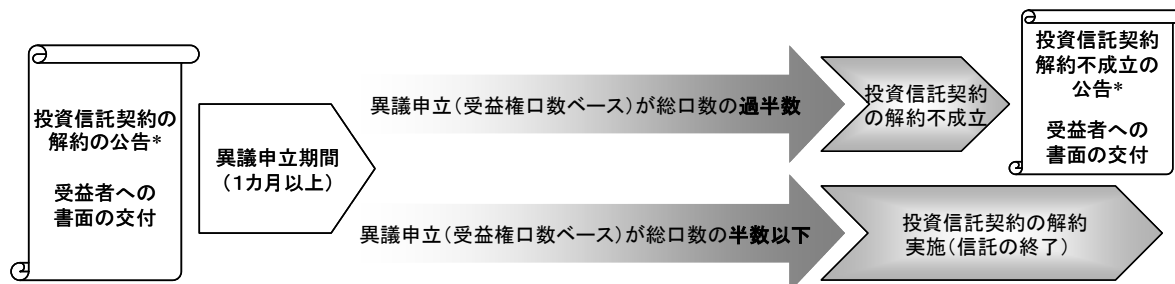 投資信託契約の
解約の公告*
受益者への
書面の交付
異議申立期間
（1カ月以上）
異議申立（受益権口数ベース）が総口数の過半数
投資信託契約
の解約不成立
投資信託契約
解約不成立の
公告*
受益者への
書面の交付
異議申立（受益権口数ベース）が総口数の半数以下
投資信託契約の解約
実施（信託の終了）